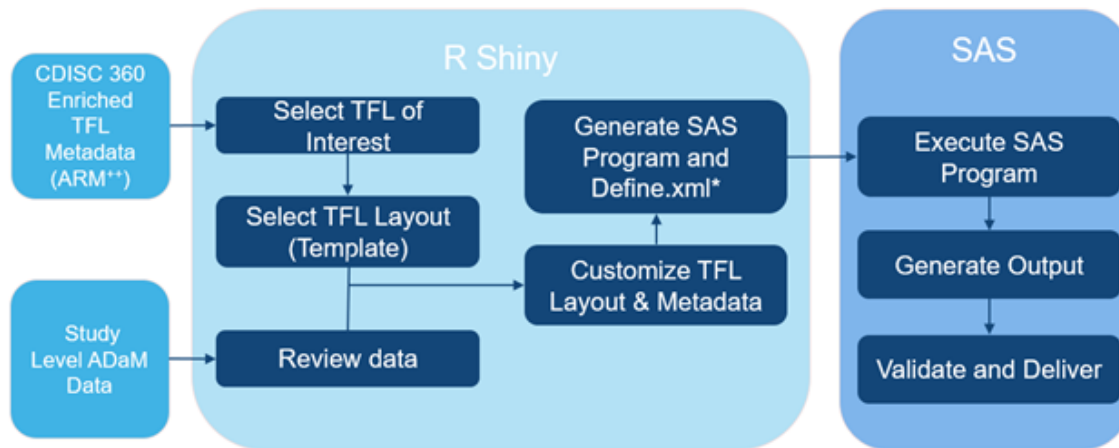 CDISC 360
Enriched
TFL
Metadata
(ARM++)
Study
Level ADaM
Data
R Shiny
Select TFL of
Interest
Select TFL Layout
(Template)
Review data
Generate SAS
Program and
Define.xml*
Customize TFL
Layout & Metadata
SAS
Execute SAS
Program
Generate Output
Validate and Deliver